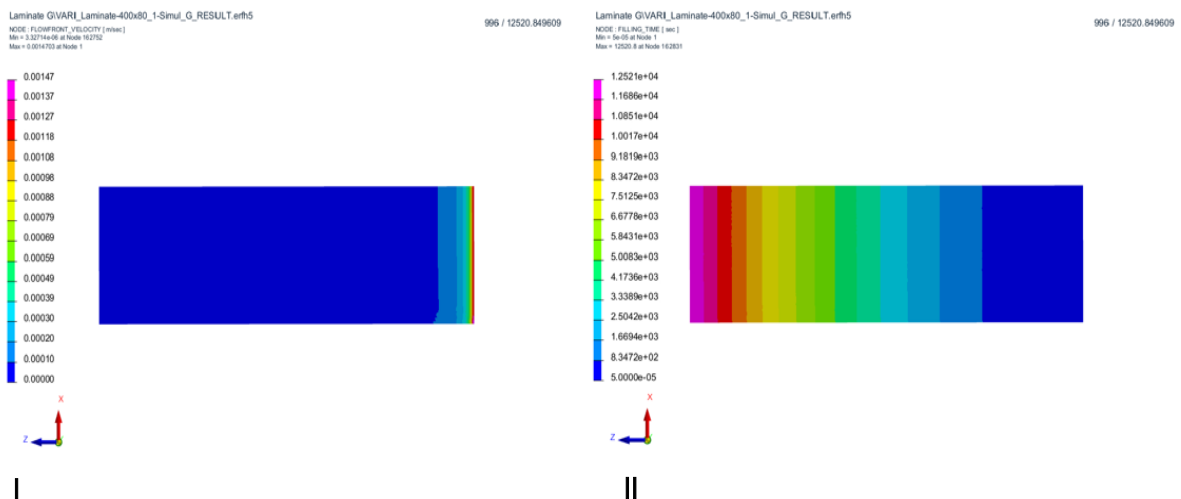 Laminate G\VARI_Laminate-400x80_1-Simul_G_RESULT.erfh5
996 / 12520.849609
NODE : FLOWFRONT_VELOCITY [ m/sec ]
Min = 3.32714e-06 at Node 162752
Max = 0.0014703 at Node 1
0.00147
0.00137
0.00127
0.00118
0.00108
0.00098
0.00088
0.00079
0.00069
0.00059
0.00049
0.00039
0.00030
0.00020
0.00010
0.00000
X
Z
I
Laminate G\VARI_Laminate-400x80_1-Simul_G_RESULT.erfh5
996 / 12520.849609
NODE : FILLING_TIME [ sec ]
Min = 5e-05 at Node 1
Max = 12520.8 at Node 162831
1.2521e+04
1.1686e+04
1.0851e+04
1.0017e+04
9.1819e+03
8.3472e+03
7.5125e+03
6.6778e+03
5.8431e+03
5.0083e+03
4.1736e+03
3.3389e+03
2.5042e+03
1.6694e+03
8.3472e+02
5.0000e-05
X
Z
II